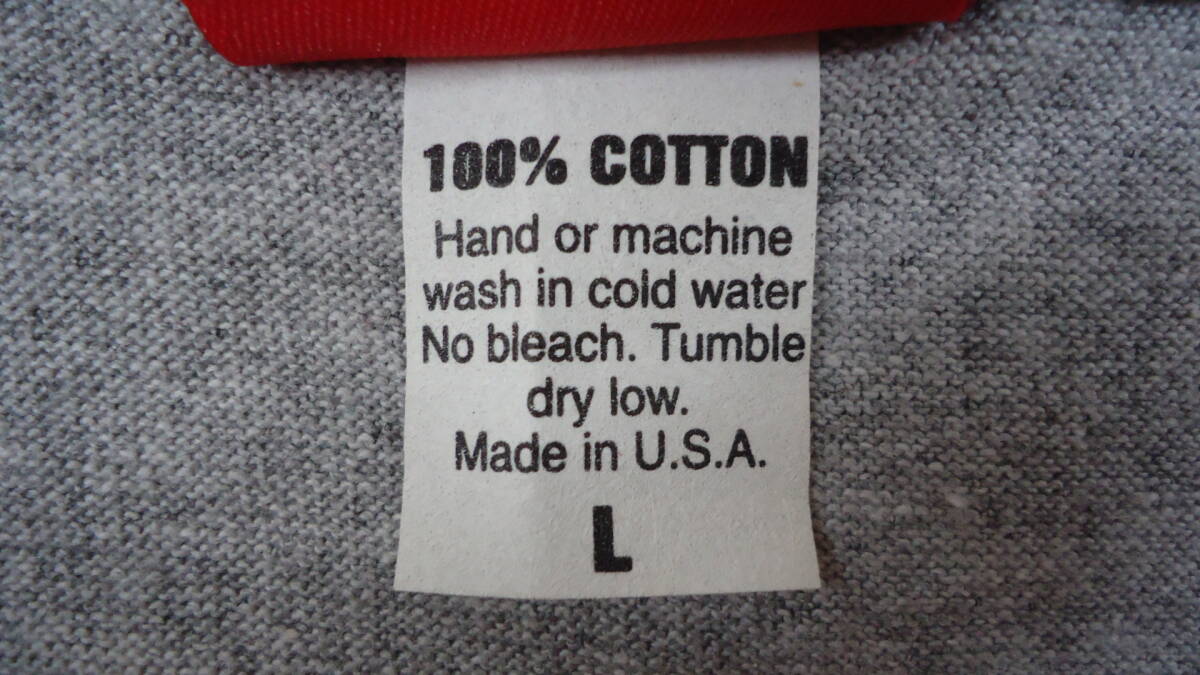 100% COTTON
Hand or machine
wash in cold water
No bleach. Tumble
dry low.
Made in U.S.A.
L